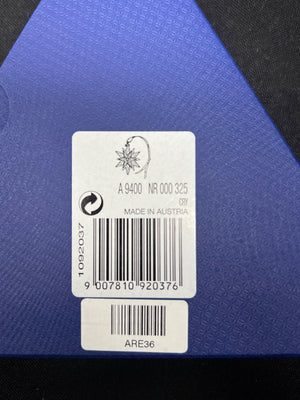 A 9400 NR 000 325
CRY
MADE IN AUSTRIA
1092037
9 007810 920376
ARE36